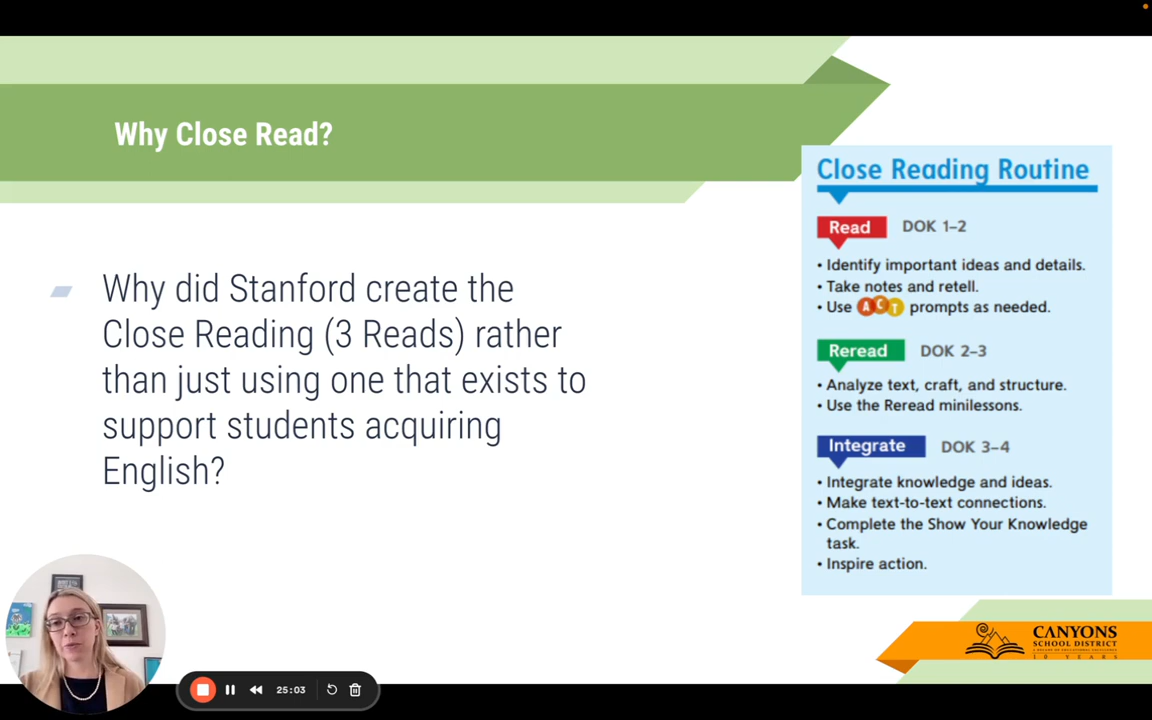 Why Close Read?
Why did Stanford create the
Close Reading (3 Reads) rather
than just using one that exists to
support students acquiring
English?
Close Reading Routine
Read DOK 1–2
• Identify important ideas and details.
• Take notes and retell.
• Use ACT prompts as needed.
Reread DOK 2–3
• Analyze text, craft, and structure.
• Use the Reread minilessons.
Integrate DOK 3–4
• Integrate knowledge and ideas.
• Make text-to-text connections.
• Complete the Show Your Knowledge
task.
• Inspire action.
CANYONS
SCHOOL DISTRICT
10 YEARS
25:03